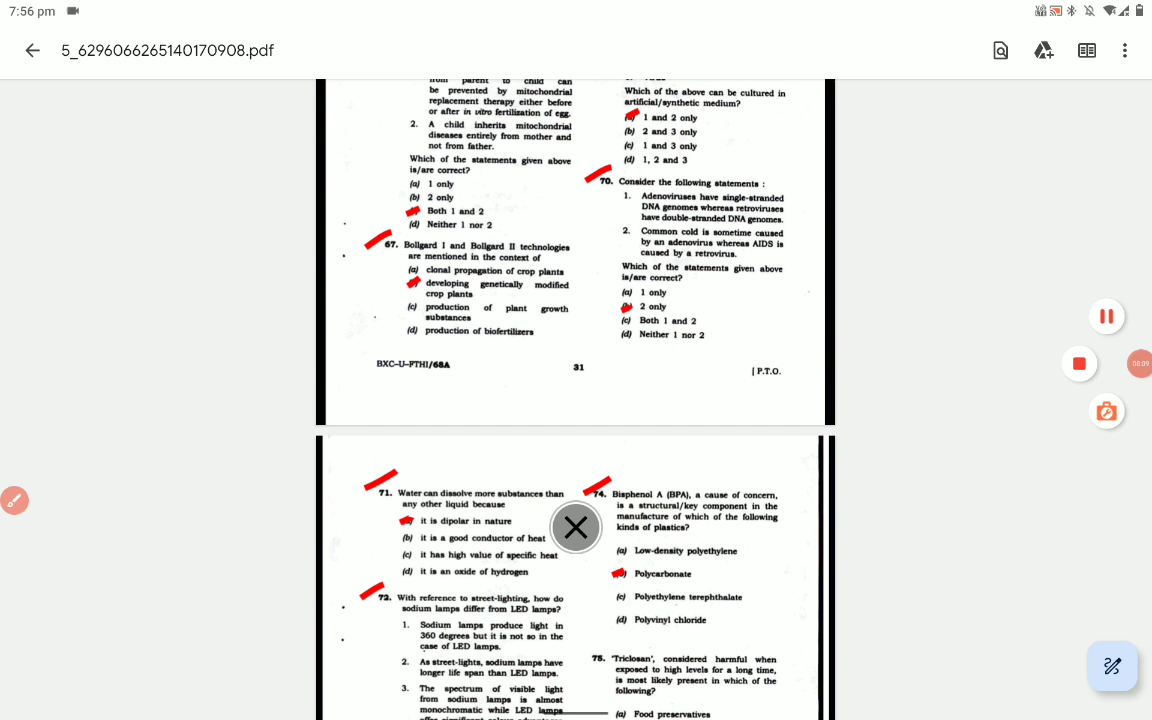 7:56 pm
5_6296066265140170908.pdf
from parent to child can
be prevented by mitochondrial
replacement therapy either before
or after in vitro fertilization of egg.
2. A child inherits mitochondrial
diseases entirely from mother and
not from father.
Which of the statements given above
is/are correct?
(a) 1 only
(b) 2 only
Both 1 and 2
(d) Neither 1 nor 2
67. Bollgard I and Bollgard II technologies
are mentioned in the context of
(a) clonal propagation of crop plants
developing genetically modified
crop plants
(c) production of plant growth
substances
(d) production of biofertilizers
Which of the above can be cultured in
artificial/synthetic medium?
(a) 1 and 2 only
(b) 2 and 3 only
(c) 1 and 3 only
(d) 1, 2 and 3
70. Consider the following statements :
1. Adenoviruses have single-stranded
DNA genomes whereas retroviruses
have double-stranded DNA genomes.
2. Common cold is sometime caused
by an adenovirus whereas AIDS is
caused by a retrovirus.
Which of the statements given above
is/are correct?
(a) 1 only
(b) 2 only
(c) Both 1 and 2
(d) Neither 1 nor 2
BXC-U-FTHI/68A
31
[ P.T.O.
71. Water can dissolve more substances than
any other liquid because
it is dipolar in nature
(b) it is a good conductor of heat
(c) it has high value of specific heat
(d) it is an oxide of hydrogen
72. With reference to street-lighting, how do
sodium lamps differ from LED lamps?
1. Sodium lamps produce light in
360 degrees but it is not so in the
case of LED lamps.
2. As street-lights, sodium lamps have
longer life span than LED lamps.
3. The spectrum of visible light
from sodium lamps is almost
monochromatic while LED lamps
74. Bisphenol A (BPA), a cause of concern,
is a structural/key component in the
manufacture of which of the following
kinds of plastics?
(a) Low-density polyethylene
Polycarbonate
(c) Polyethylene terephthalate
(d) Polyvinyl chloride
75. 'Triclosan', considered harmful when
exposed to high levels for a long time,
is most likely present in which of the
following?
(a) Food preservatives
00:09